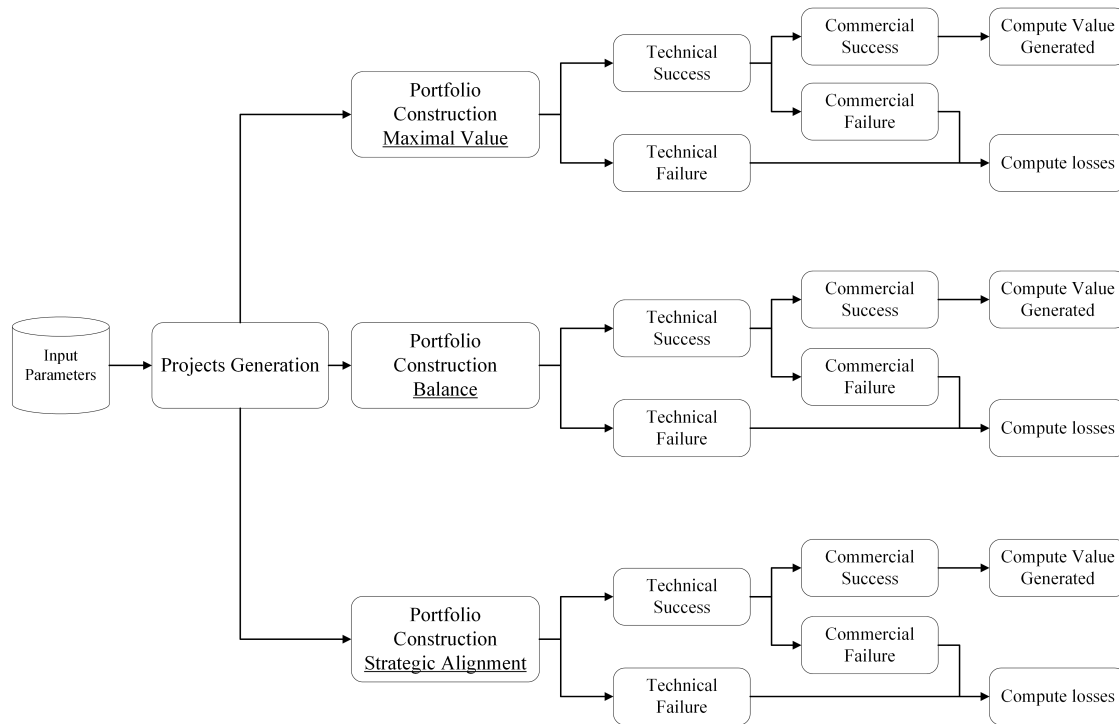 Input
Parameters
Projects Generation
Portfolio
Construction
Maximal Value
Technical
Success
Commercial
Success
Compute Value
Generated
Commercial
Failure
Technical
Failure
Compute losses
Portfolio
Construction
Balance
Technical
Success
Commercial
Success
Compute Value
Generated
Commercial
Failure
Technical
Failure
Compute losses
Portfolio
Construction
Strategic Alignment
Technical
Success
Commercial
Success
Compute Value
Generated
Commercial
Failure
Technical
Failure
Compute losses